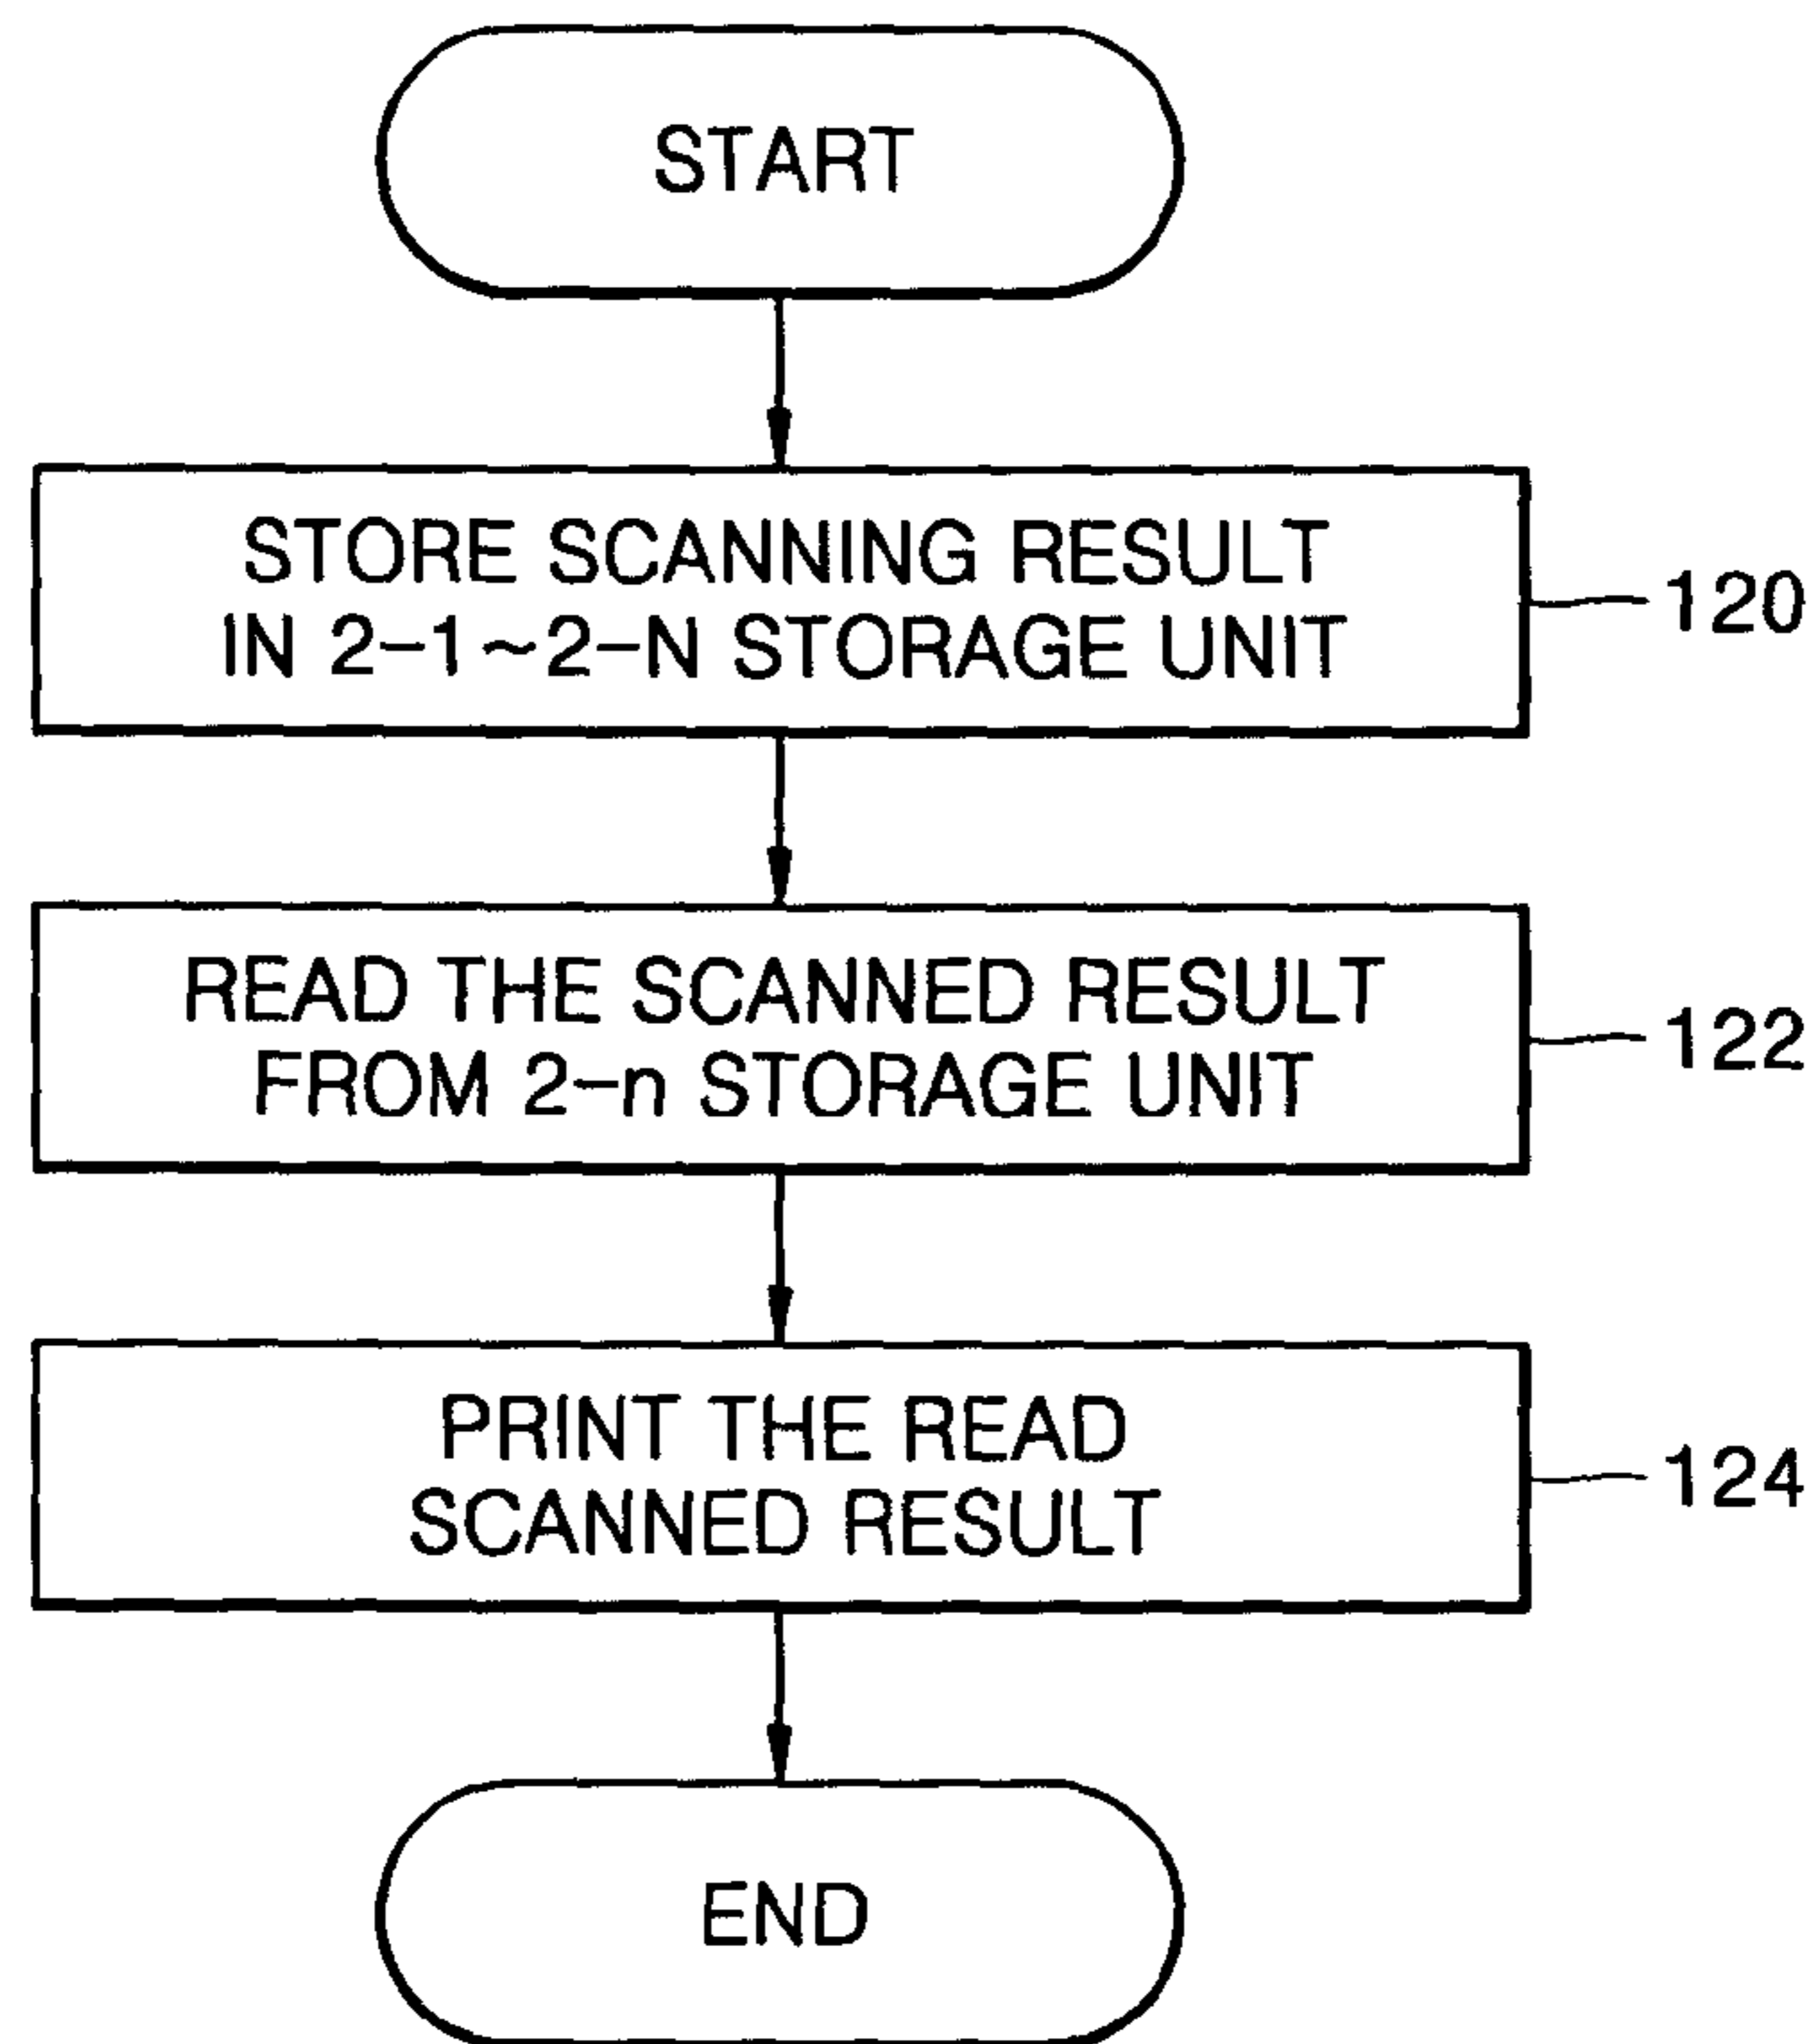 START
STORE SCANNING RESULT
IN 2-1~2-N STORAGE UNIT
120
READ THE SCANNED RESULT
FROM 2-n STORAGE UNIT
122
PRINT THE READ
SCANNED RESULT
124
END